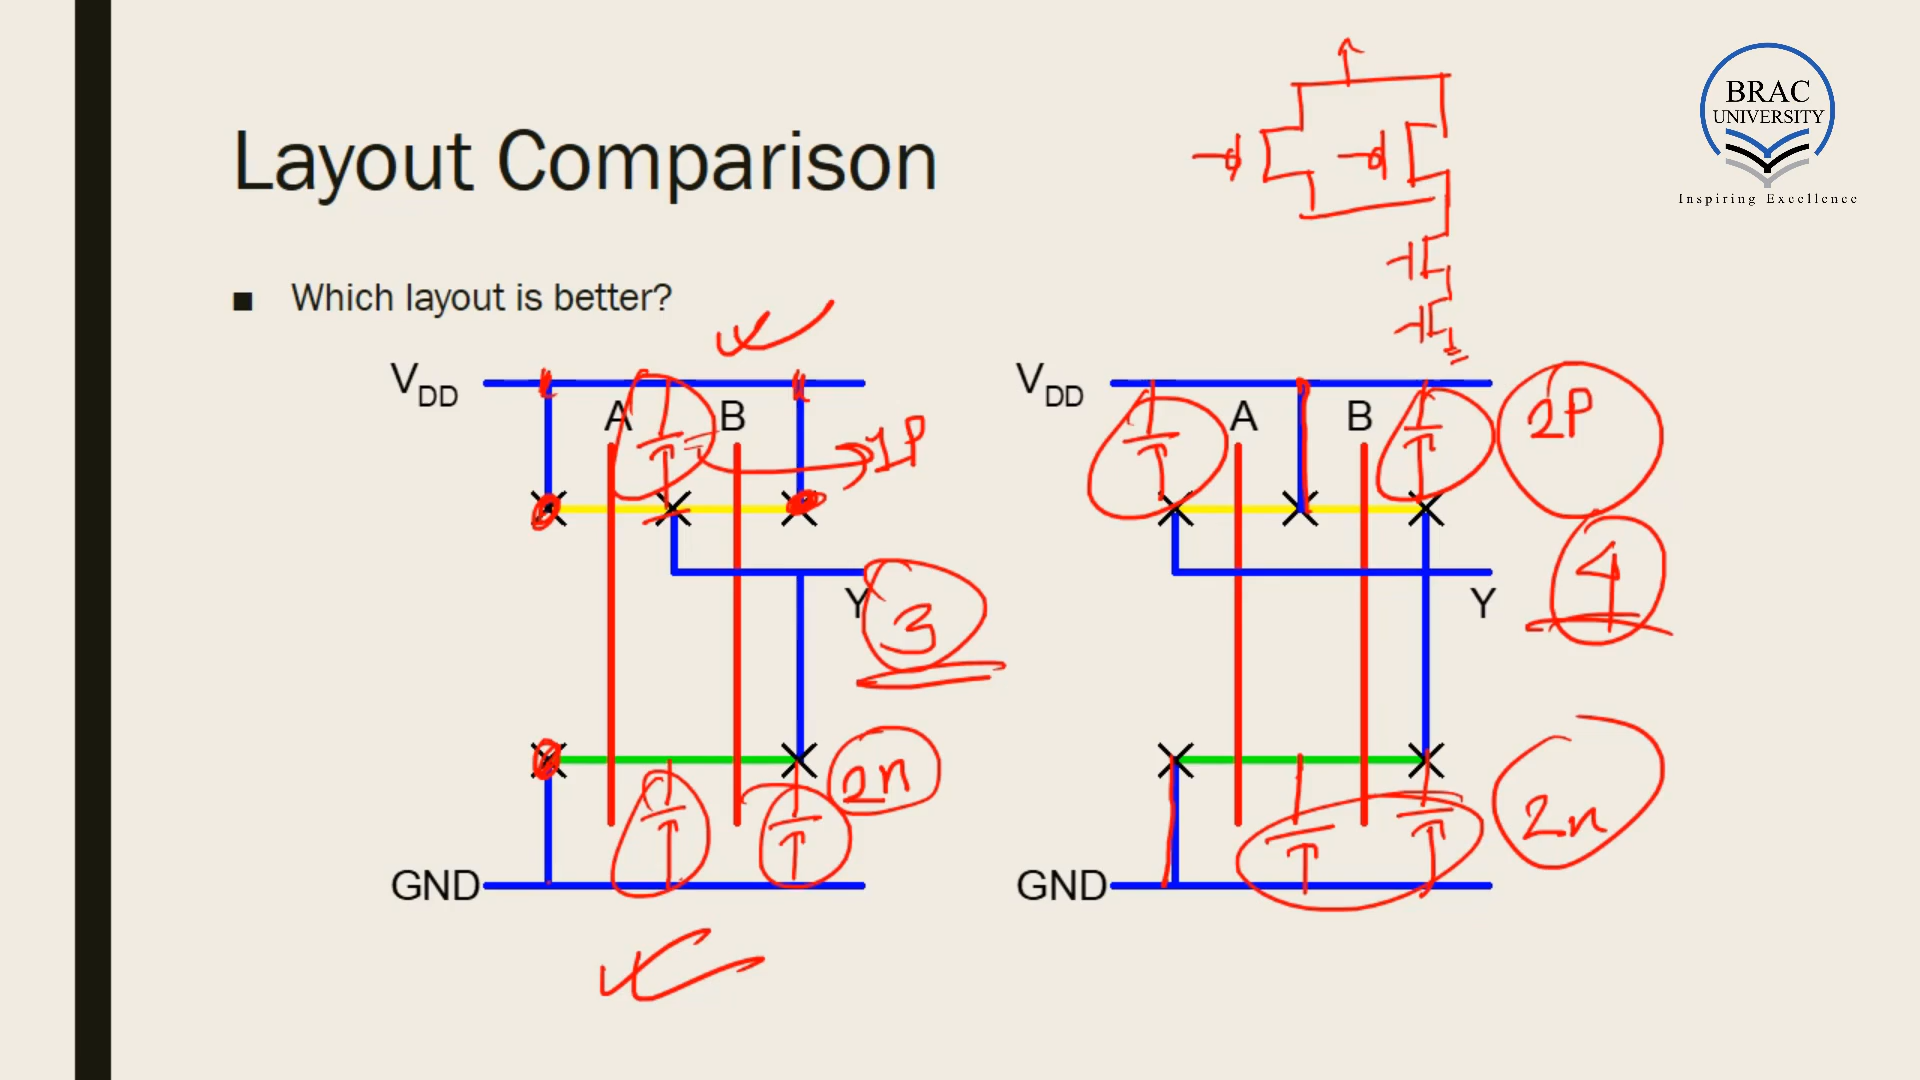 BRAC
UNIVERSITY
Inspiring Excellence
Layout Comparison
■ Which layout is better?
VDD
A
B
1P
Y
3
2n
GND
VDD
A
B
2P
4
Y
2n
GND